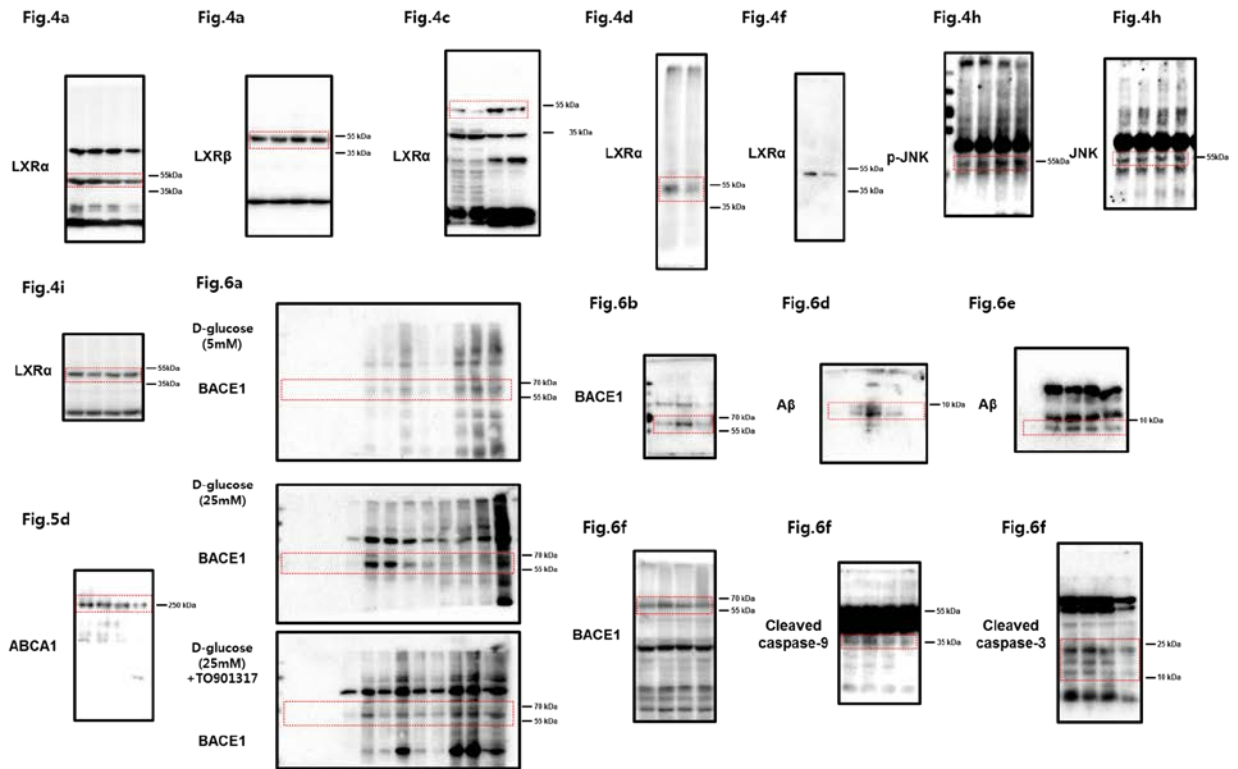 Fig.4a
Fig.4a
Fig.4c
Fig.4d
Fig.4f
Fig.4h
Fig.4h
LXRα
55kDa
35kDa
LXRβ
55 kDa
35 kDa
LXRα
55 kDa
35 kDa
LXRα
55 kDa
35 kDa
LXRα
55 kDa
35 kDa
p-JNK
55kDa
JNK
55kDa
Fig.4i
Fig.6a
Fig.6b
Fig.6d
Fig.6e
LXRα
55kDa
35kDa
D-glucose
(5mM)
BACE1
70 kDa
55 kDa
BACE1
70 kDa
55 kDa
Aβ
10 kDa
Aβ
10 kDa
Fig.5d
ABCA1
250 kDa
D-glucose
(25mM)
BACE1
70 kDa
55 kDa
D-glucose
(25mM)
+TO901317
BACE1
70 kDa
55 kDa
Fig.6f
Fig.6f
Fig.6f
BACE1
70 kDa
55 kDa
Cleaved
caspase-9
55 kDa
35 kDa
Cleaved
caspase-3
25 kDa
10 kDa